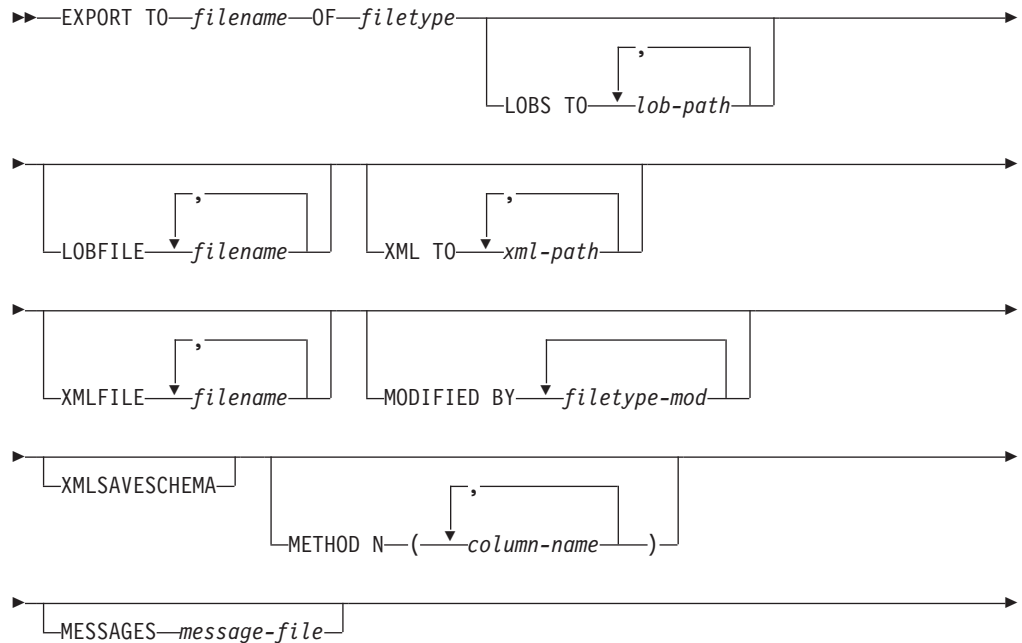 EXPORT TO filename OF filetype
,
LOBS TO lob-path
, ,
LOBFILE filename XML TO xml-path
,
XMLFILE filename MODIFIED BY filetype-mod
XMLSAVESCHEMA
,
METHOD N ( column-name )
MESSAGES message-file